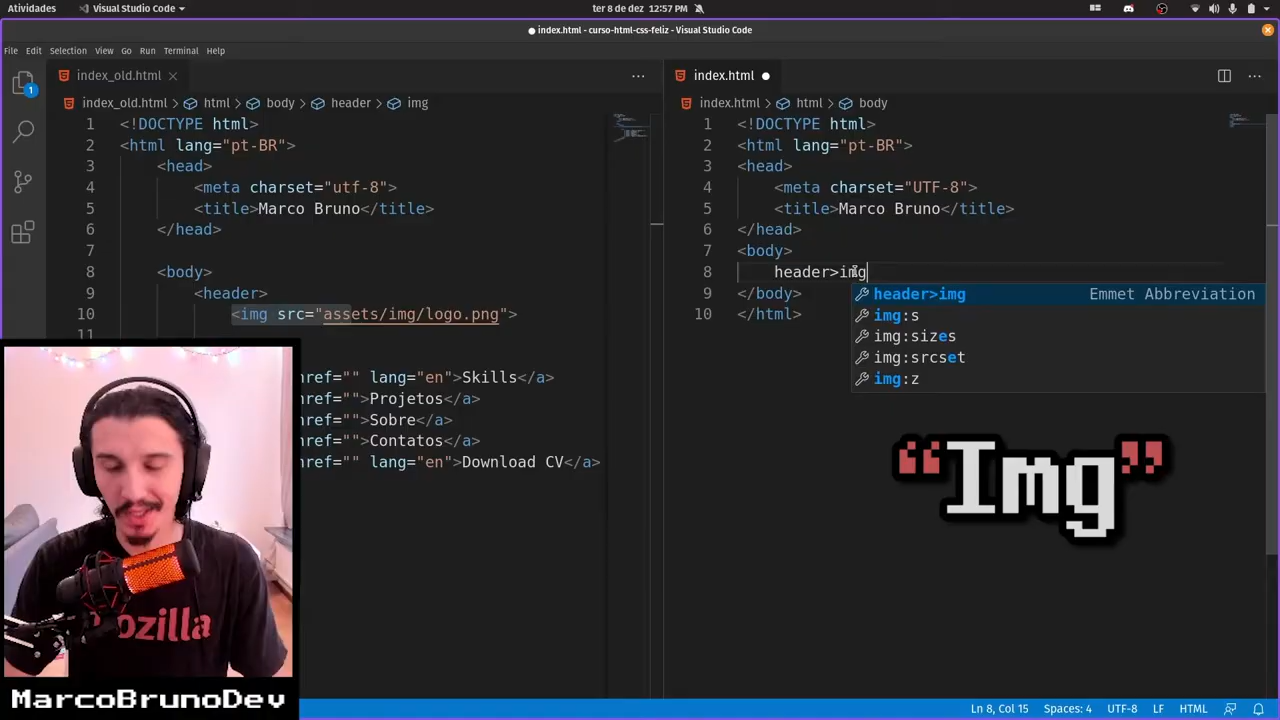 Atividades
Visual Studio Code
ter 8 de dez 12:57 PM
● index.html - curso-html-css-feliz - Visual Studio Code
File Edit Selection View Go Run Terminal Help
1
index_old.html
index_old.html > html > body > header > img
1 <!DOCTYPE html>
2 <html lang="pt-BR">
3 <head>
4 <meta charset="utf-8">
5 <title>Marco Bruno</title>
6 </head>
7
8 <body>
9 <header>
10 <img src="assets/img/logo.png">
11
href="" lang="en">Skills</a>
href="">Projetos</a>
href="">Sobre</a>
href="">Contatos</a>
href="" lang="en">Download CV</a>
index.html
index.html > html > body
1 <!DOCTYPE html>
2 <html lang="pt-BR">
3 <head>
4 <meta charset="UTF-8">
5 <title>Marco Bruno</title>
6 </head>
7 <body>
8 header>img
9 </body>
10 </html>
header>img Emmet Abbreviation
img:s
img:sizes
img:srcset
img:z
“Img”
mozilla
MarcoBrunoDev
Ln 8, Col 15 Spaces: 4 UTF-8 LF HTML